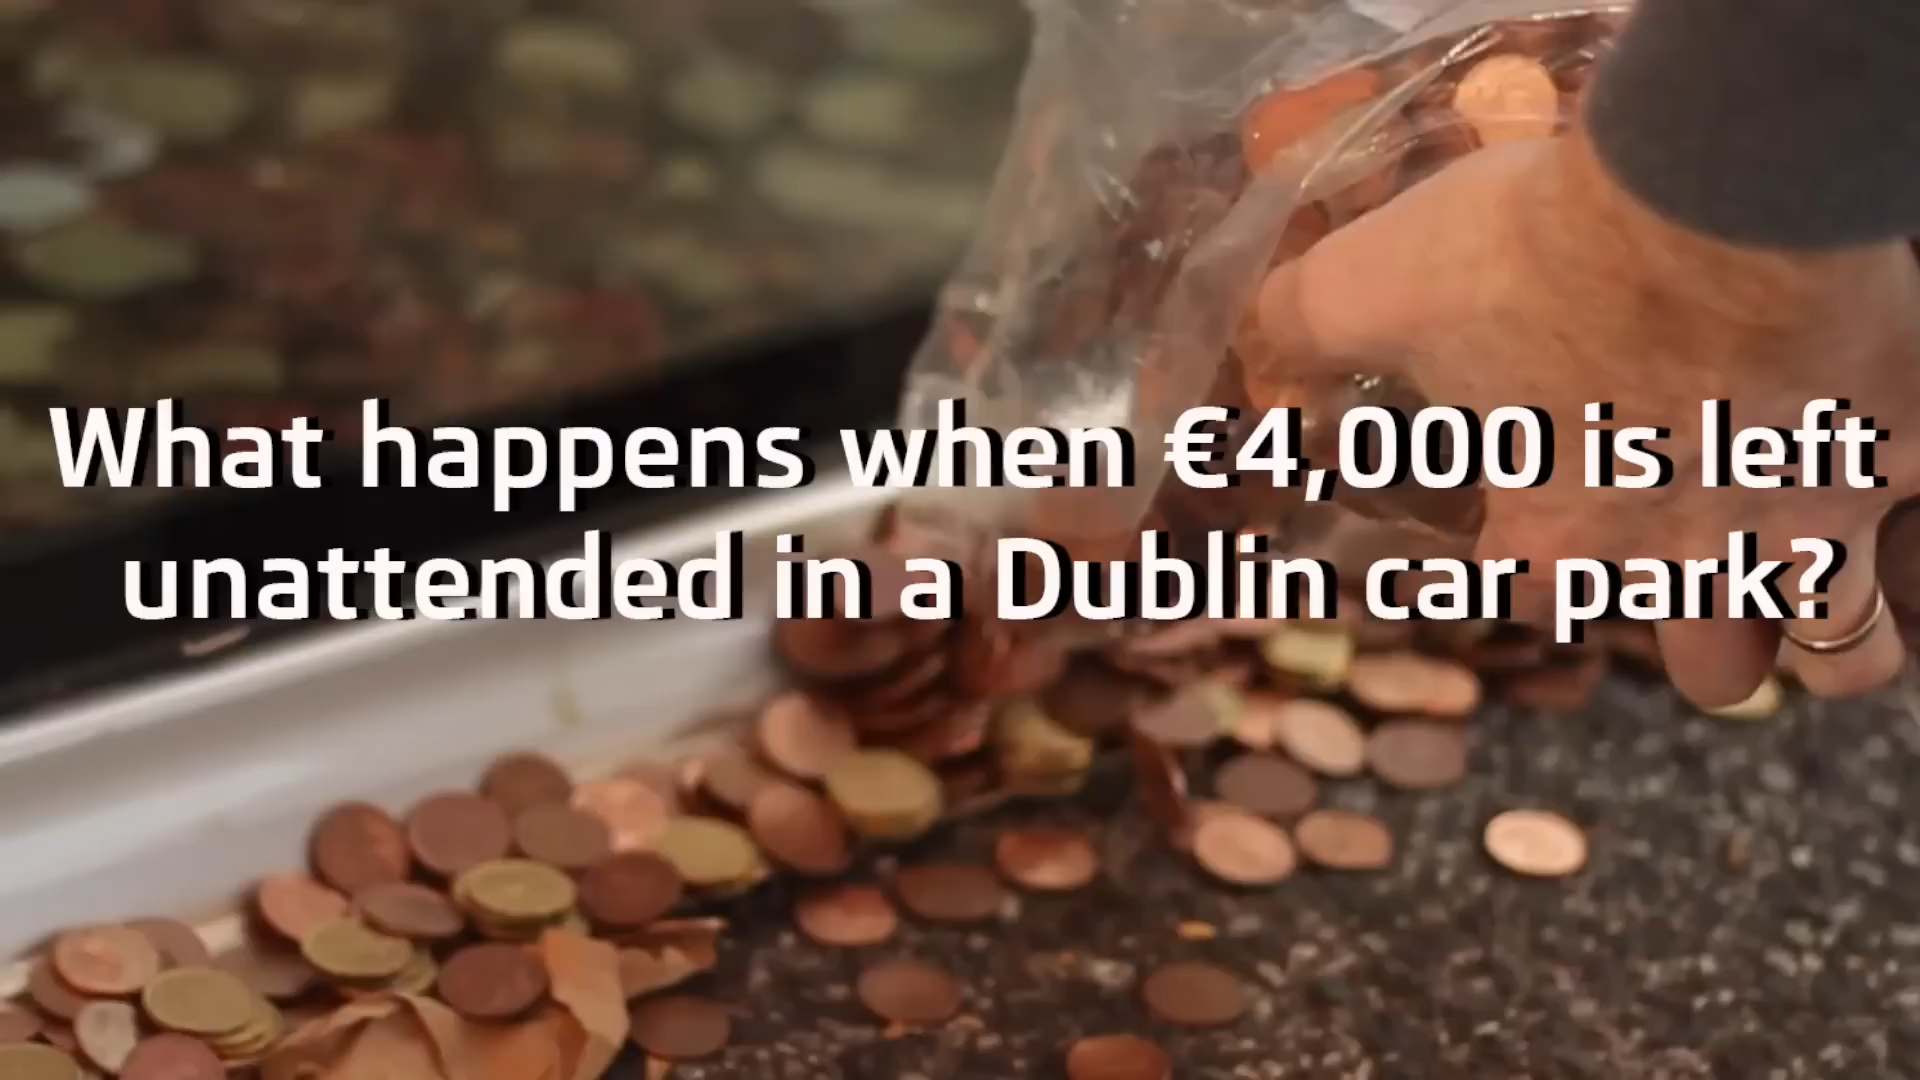 What happens when €4,000 is left
unattended in a Dublin car park?